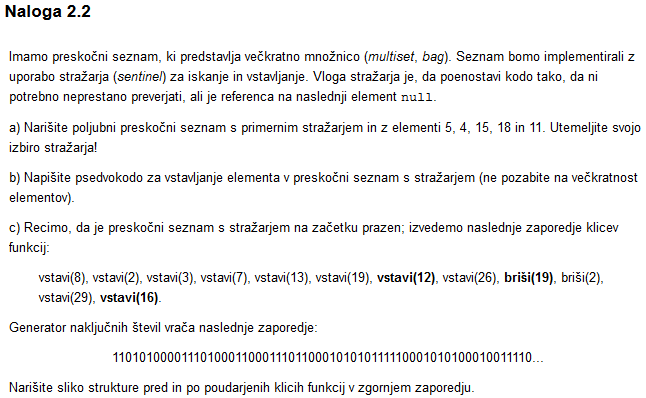 Naloga 2.2
Imamo preskočni seznam, ki predstavlja večkratno množico (multiset, bag). Seznam bomo implementirali z
uporabo stražarja (sentinel) za iskanje in vstavljanje. Vloga stražarja je, da poenostavi kodo tako, da ni
potrebno neprestano preverjati, ali je referenca na naslednji element null.
a) Narišite poljubni preskočni seznam s primernim stražarjem in z elementi 5, 4, 15, 18 in 11. Utemeljite svojo
izbiro stražarja!
b) Napišite psedvokodo za vstavljanje elementa v preskočni seznam s stražarjem (ne pozabite na večkratnost
elementov).
c) Recimo, da je preskočni seznam s stražarjem na začetku prazen; izvedemo naslednje zaporedje klicev
funkcij:
vstavi(8), vstavi(2), vstavi(3), vstavi(7), vstavi(13), vstavi(19), vstavi(12), vstavi(26), briši(19), briši(2),
vstavi(29), vstavi(16).
Generator naključnih števil vrača naslednje zaporedje:
11010100001110100011000111011000101010111110001010100010011110...
Narišite sliko strukture pred in po poudarjenih klicih funkcij v zgornjem zaporedju.